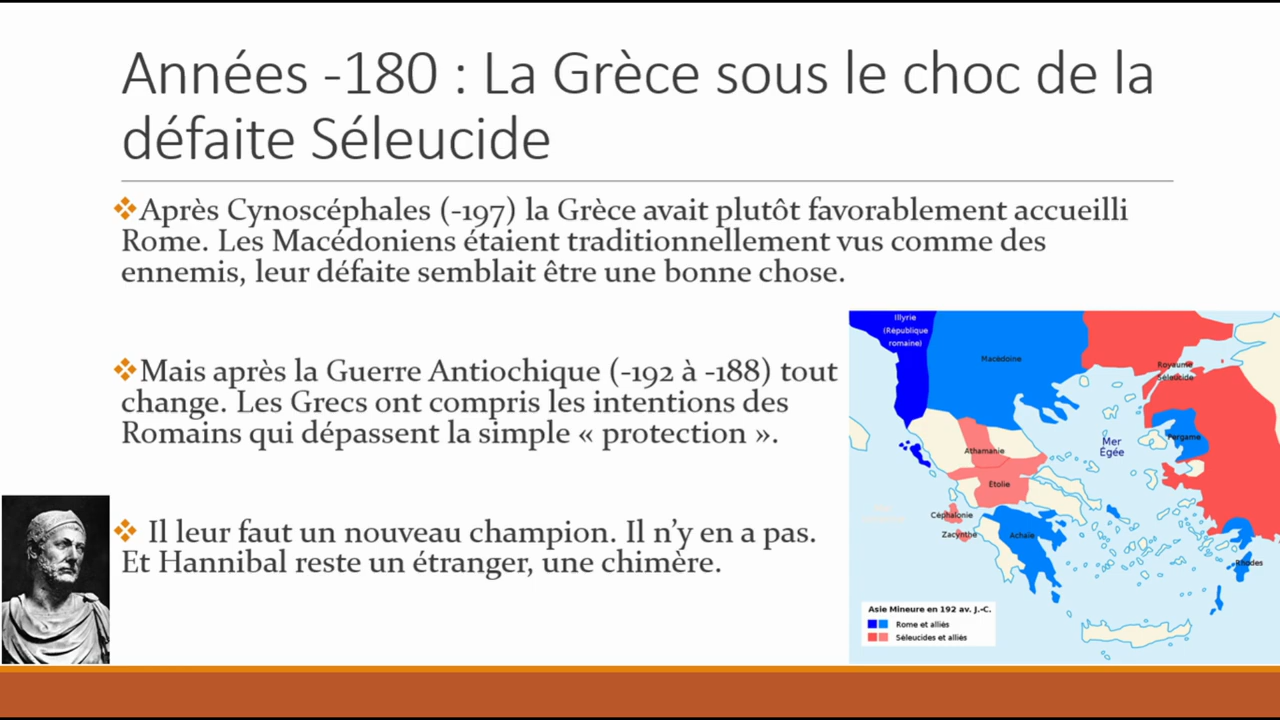 Années -180 : La Grèce sous le choc de la
défaite Séleucide
Après Cynoscéphales (-197) la Grèce avait plutôt favorablement accueilli
Rome. Les Macédoniens étaient traditionnellement vus comme des
ennemis, leur défaite semblait être une bonne chose.
Mais après la Guerre Antiochique (-192 à -188) tout
change. Les Grecs ont compris les intentions des
Romains qui dépassent la simple « protection ».
Il leur faut un nouveau champion. Il n'y en a pas.
Et Hannibal reste un étranger, une chimère.
Illyrie
(République
romaine)
Macédoine
Royaume
Séleucide
Pergame
Mer
Égée
Athamanie
Étolie
Céphalonie
Zacynthe
Achaïe
Rhodes
Asie Mineure en 192 av. J.-C.
Rome et alliés
Séleucides et alliés